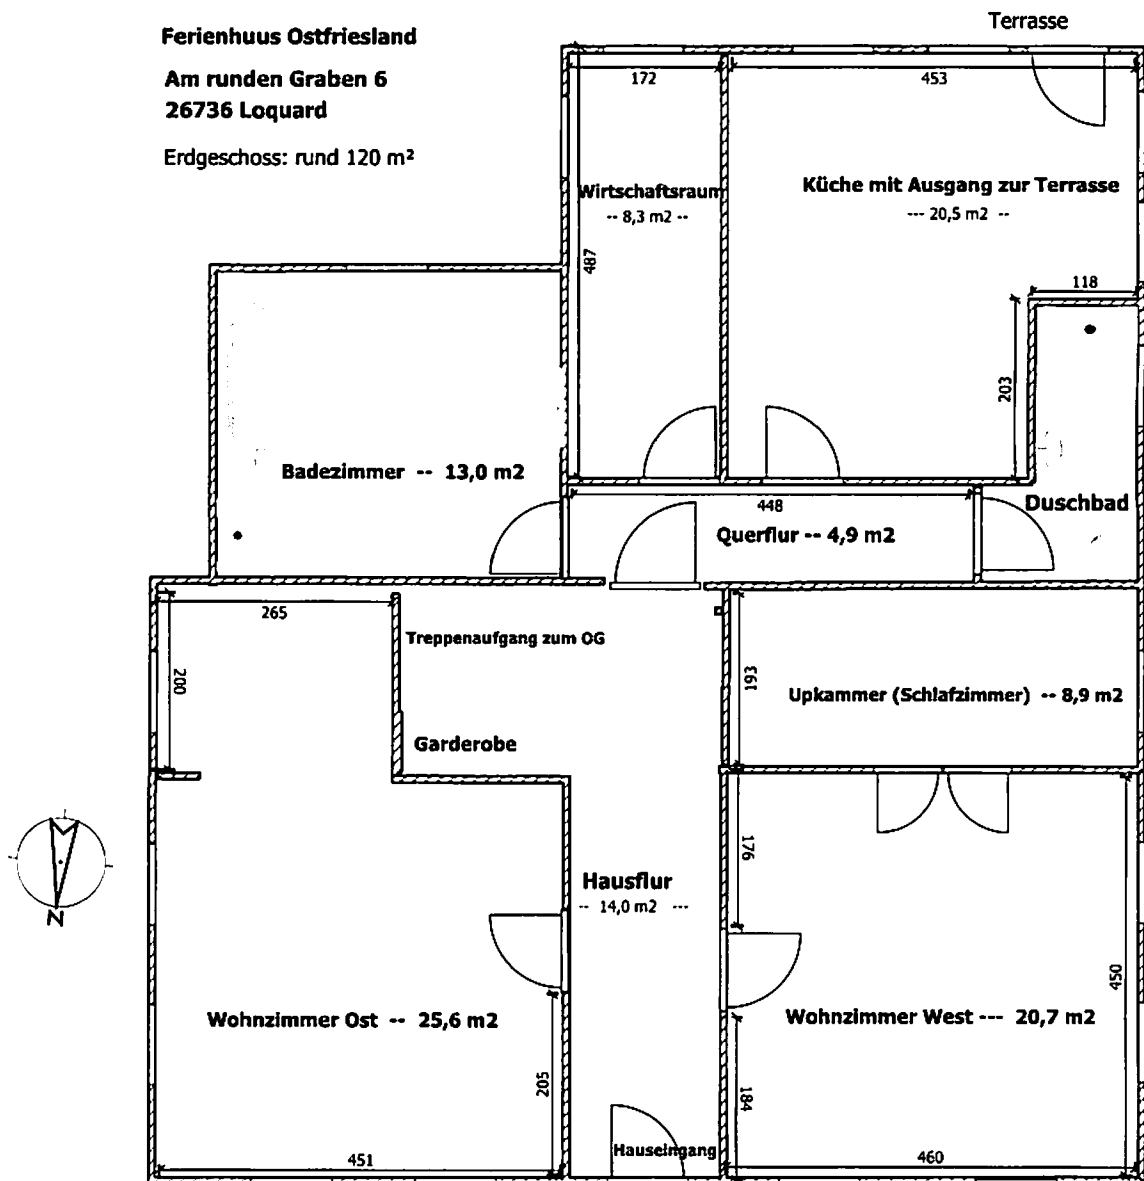 Terrasse
Ferienhuus Ostfriesland
Am runden Graben 6
26736 Loquard
Erdgeschoss: rund 120 m²
172
453
Wirtschaftsraum
-- 8,3 m2 --
Küche mit Ausgang zur Terrasse
--- 20,5 m2 --
487
118
203
Badezimmer -- 13,0 m2
448
Duschbad
Querflur -- 4,9 m2
265
Treppenaufgang zum OG
200
193
Upkammer (Schlafzimmer) -- 8,9 m2
Garderobe
176
Hausflur
-- 14,0 m2 ---
N
450
Wohnzimmer Ost -- 25,6 m2
Wohnzimmer West --- 20,7 m2
205
184
Hauseingang
451
460